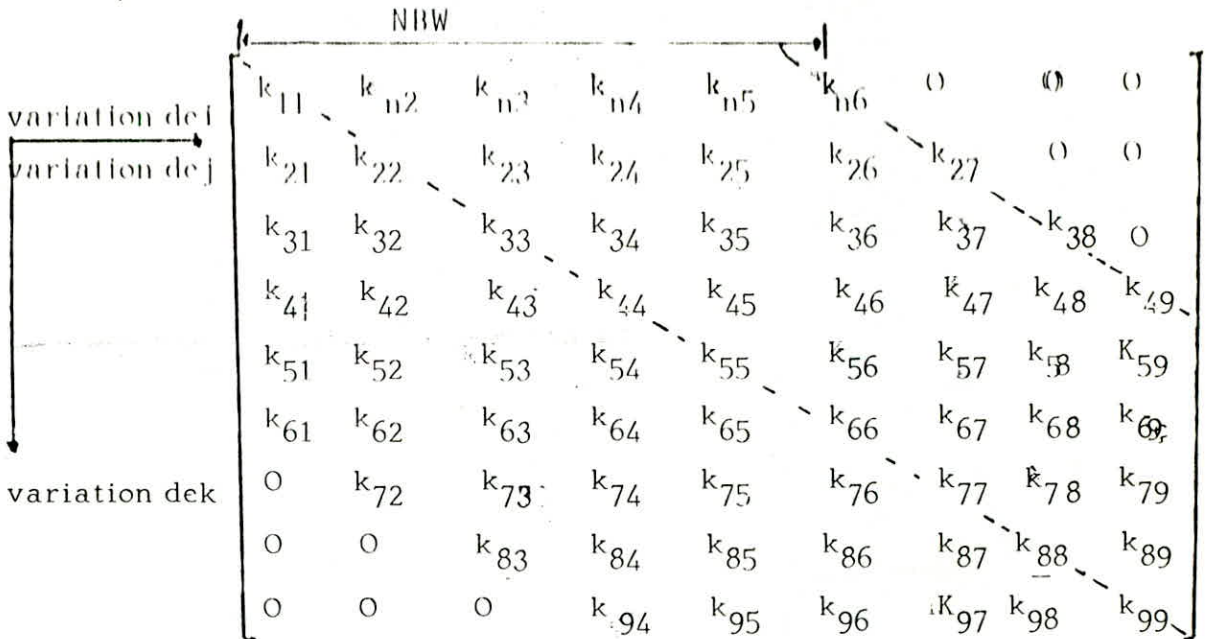 NBW
k11 kn2 kn3 kn4 kn5 kn6 0 0 0
variation dei
variation dej
k21 k22 k23 k24 k25 k26 k27 0 0
k31 k32 k33 k34 k35 k36 k37 k38 0
k41 k42 k43 k44 k45 k46 K47 k48 k49
k51 k52 k53 k54 k55 k56 k57 k58 K59
k61 k62 k63 k64 k65 k66 k67 k68 k69
variation dek
0 k72 k73 k74 k75 k76 k77 k78 k79
0 0 k83 k84 k85 k86 k87 k88 k89
0 0 0 k94 k95 k96 K97 k98 k99